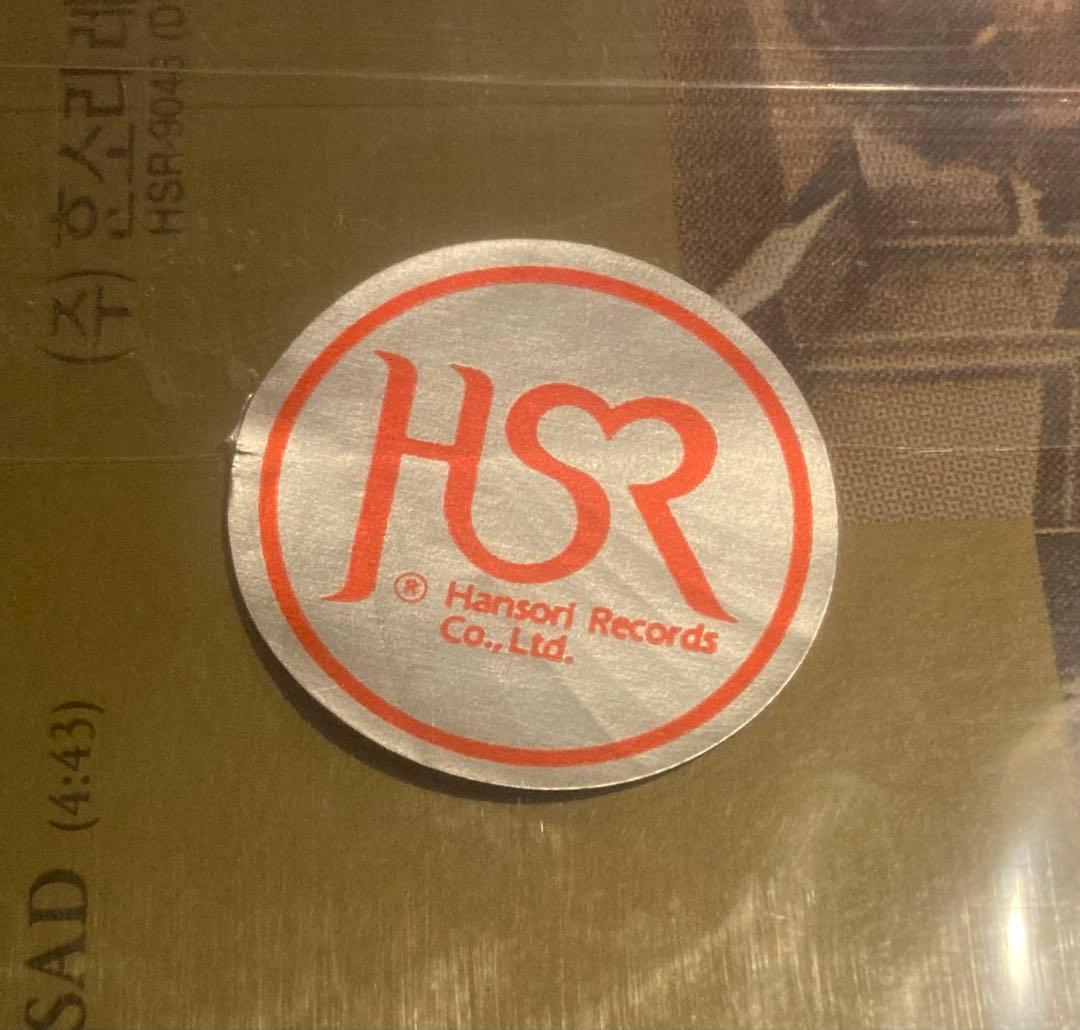 (주) 한소리레
HSR-9043 (D
HSR
® Hansori Records
Co., Ltd.
SAD (4:43)